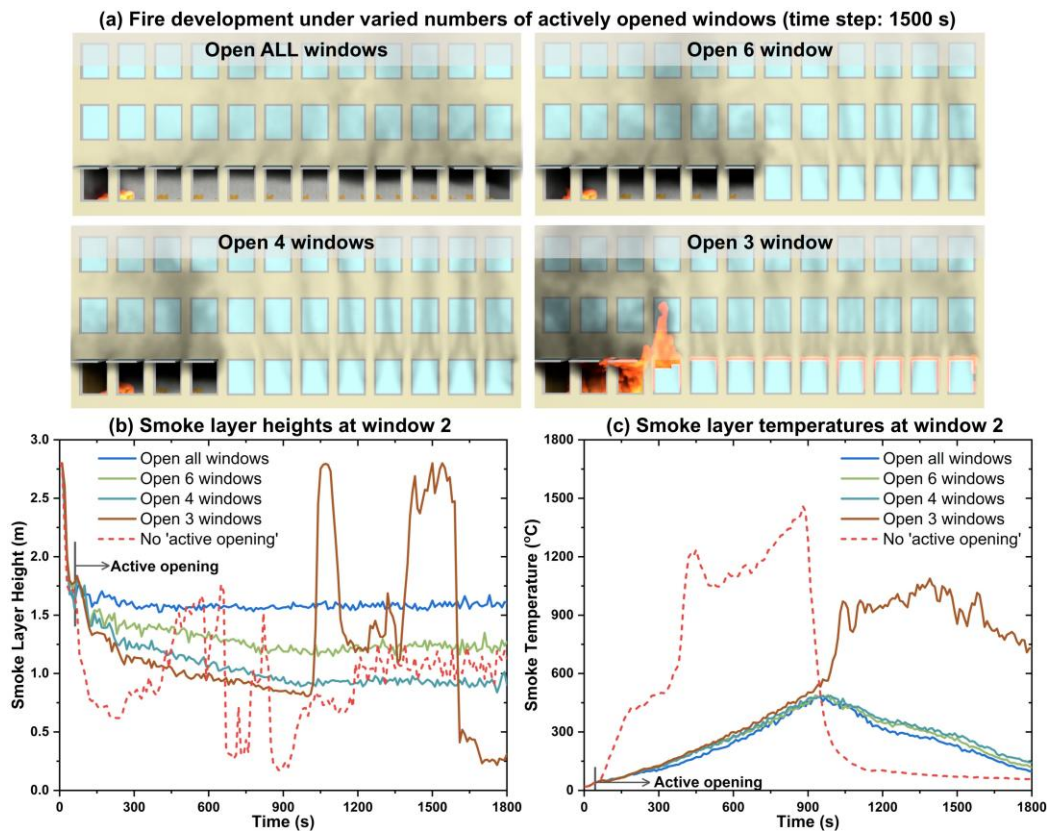 (a) Fire development under varied numbers of actively opened windows (time step: 1500 s)
Open ALL windows
Open 6 window
Open 4 windows
Open 3 window
(b) Smoke layer heights at window 2
3.0
2.5
2.0
1.5
1.0
0.5
0.0
Smoke Layer Height (m)
Open all windows
Open 6 windows
Open 4 windows
Open 3 windows
No 'active opening'
Active opening
0 300 600 900 1200 1500 1800
Time (s)
(c) Smoke layer temperatures at window 2
1800
1500
1200
900
600
300
0
Smoke Temperature (°C)
Open all windows
Open 6 windows
Open 4 windows
Open 3 windows
No 'active opening'
Active opening
0 300 600 900 1200 1500 1800
Time (s)